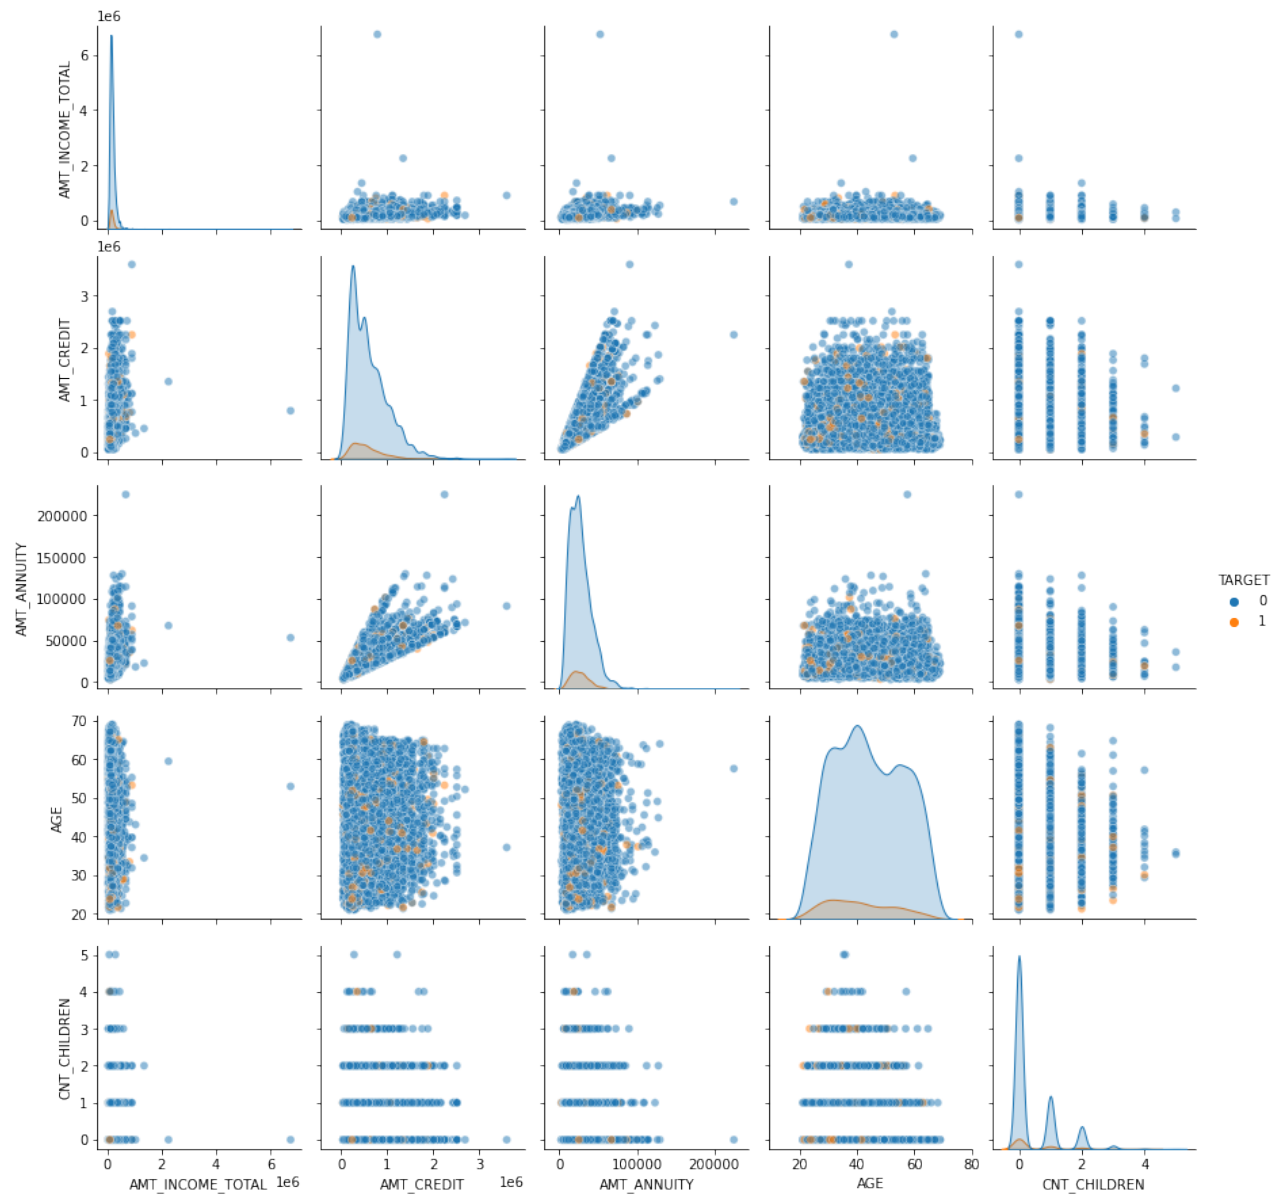 1e6
AMT_INCOME_TOTAL
6
4
2
0
1e6
AMT_CREDIT
3
2
1
0
AMT_ANNUITY
200000
150000
100000
50000
0
TARGET
0
1
AGE
70
60
50
40
30
20
CNT_CHILDREN
5
4
3
2
1
0
0 2 4 6 0 1 2 3 0 100000 200000 20 40 60 80 0 2 4
1e6 1e6
AMT_INCOME_TOTAL AMT_CREDIT AMT_ANNUITY AGE CNT_CHILDREN